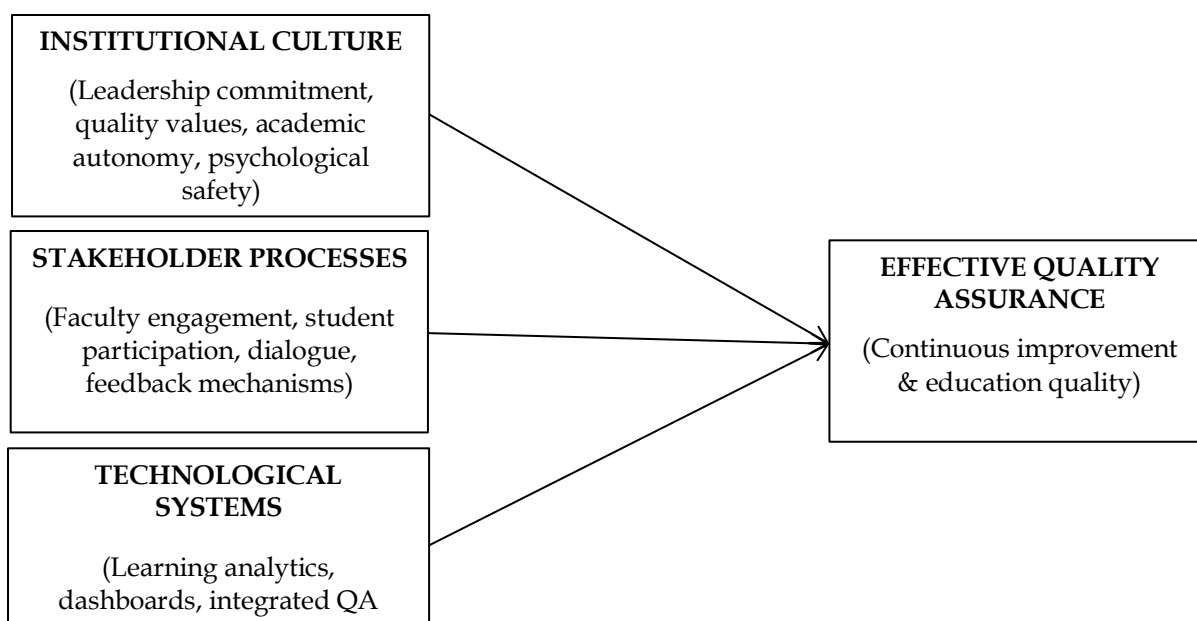 INSTITUTIONAL CULTURE
(Leadership commitment,
quality values, academic
autonomy, psychological
safety)
STAKEHOLDER PROCESSES
(Faculty engagement, student
participation, dialogue,
feedback mechanisms)
TECHNOLOGICAL
SYSTEMS
(Learning analytics,
dashboards, integrated QA
EFFECTIVE QUALITY
ASSURANCE
(Continuous improvement
& education quality)